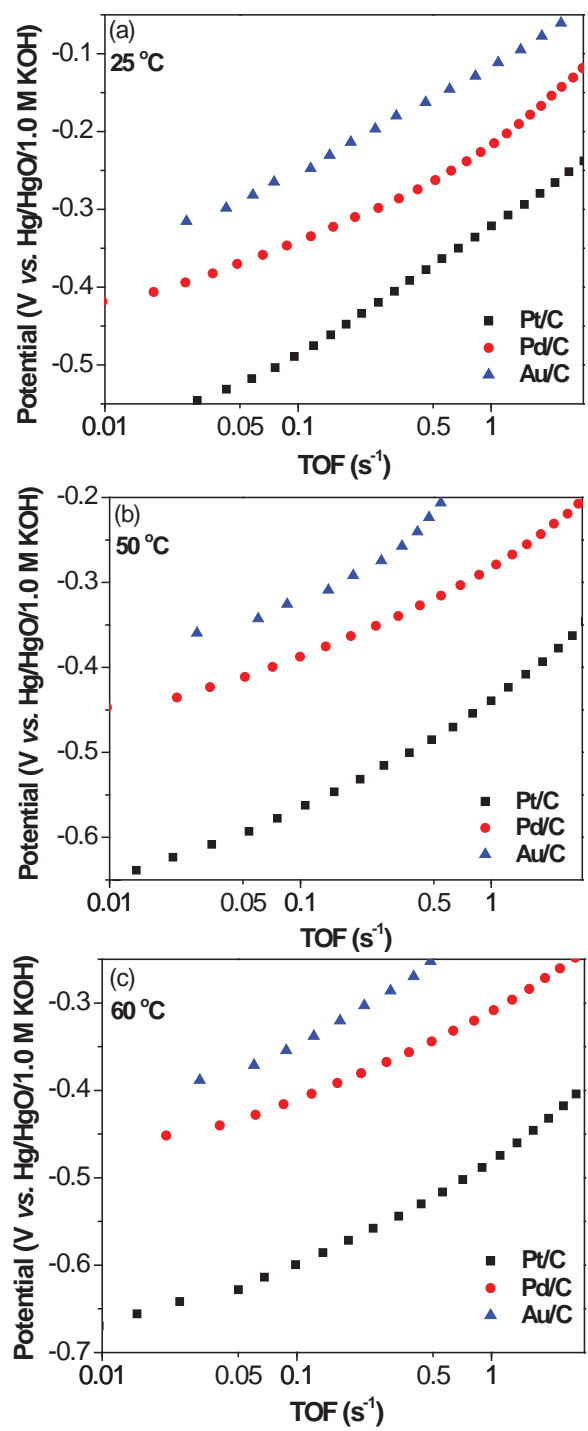 (a)
25 °C
-0.1
-0.2
-0.3
-0.4
-0.5
Potential (V vs. Hg/HgO/1.0 M KOH)
Pt/C
Pd/C
Au/C
0.01 0.05 0.1 0.5 1
TOF (s⁻¹)
(b)
50 °C
-0.2
-0.3
-0.4
-0.5
-0.6
Potential (V vs. Hg/HgO/1.0 M KOH)
Pt/C
Pd/C
Au/C
0.01 0.05 0.1 0.5 1
TOF (s⁻¹)
(c)
60 °C
-0.3
-0.4
-0.5
-0.6
-0.7
Potential (V vs. Hg/HgO/1.0 M KOH)
Pt/C
Pd/C
Au/C
0.01 0.05 0.1 0.5 1
TOF (s⁻¹)